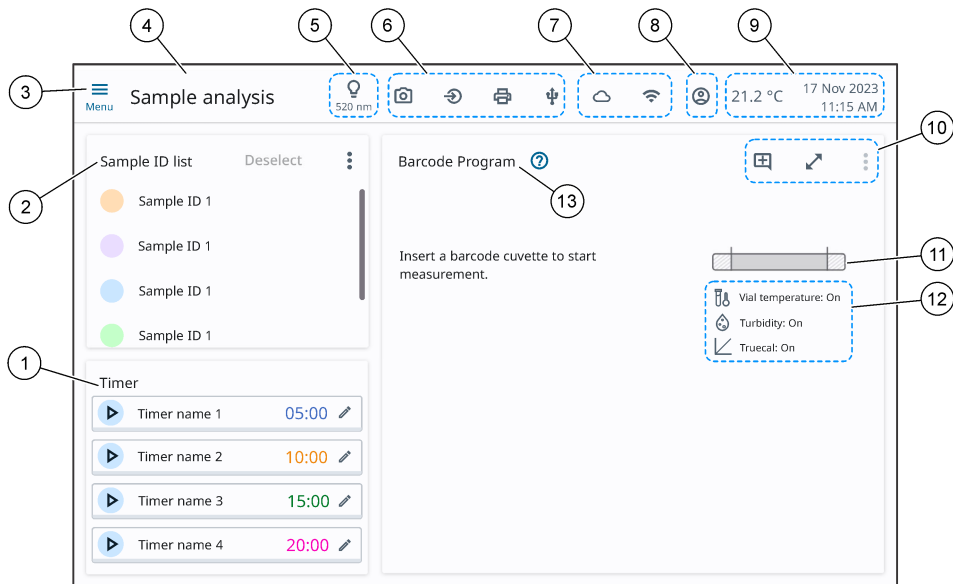 4
5
6
7
8
9
3
Menu
Sample analysis
520 nm
21.2 °C
17 Nov 2023
11:15 AM
10
2
Sample ID list
Deselect
Sample ID 1
Sample ID 1
Sample ID 1
Sample ID 1
Barcode Program
13
Insert a barcode cuvette to start
measurement.
11
12
Vial temperature: On
Turbidity: On
Truecal: On
1
Timer
Timer name 1 05:00
Timer name 2 10:00
Timer name 3 15:00
Timer name 4 20:00